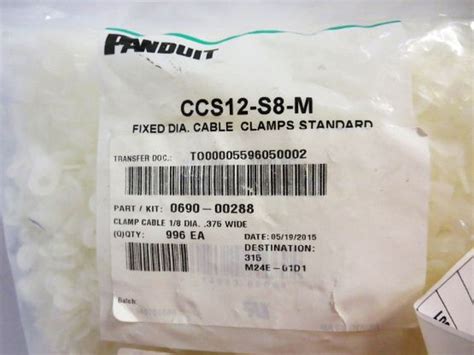 PANDUIT
CCS12-S8-M
FIXED DIA. CABLE CLAMPS STANDARD
TRANSFER DOC.: TO00005596050002
PART / KIT: 0690-00288
CLAMP CABLE 1/8 DIA. .375 WIDE
(Q)QTY: 996 EA
DATE: 05/19/2015
DESTINATION:
315
M24E-01D1
Batch: